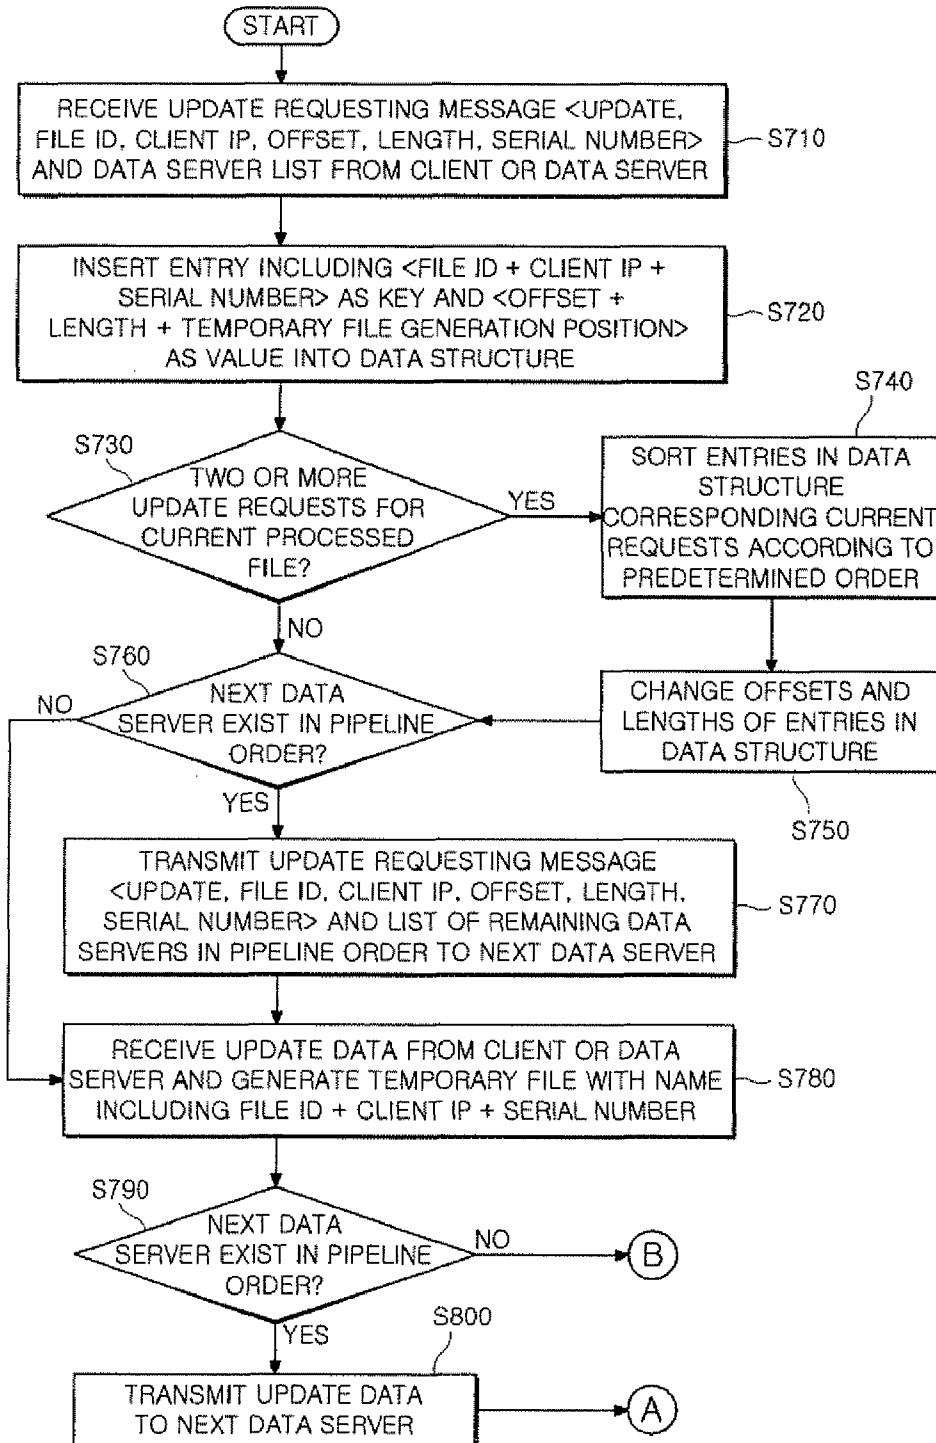 START
RECEIVE UPDATE REQUESTING MESSAGE <UPDATE,
FILE ID, CLIENT IP, OFFSET, LENGTH, SERIAL NUMBER>
AND DATA SERVER LIST FROM CLIENT OR DATA SERVER
S710
INSERT ENTRY INCLUDING <FILE ID + CLIENT IP +
SERIAL NUMBER> AS KEY AND <OFFSET +
LENGTH + TEMPORARY FILE GENERATION POSITION>
AS VALUE INTO DATA STRUCTURE
S720
S730
TWO OR MORE
UPDATE REQUESTS FOR
CURRENT PROCESSED
FILE?
YES
NO
S740
SORT ENTRIES IN DATA
STRUCTURE
CORRESPONDING CURRENT
REQUESTS ACCORDING TO
PREDETERMINED ORDER
CHANGE OFFSETS AND
LENGTHS OF ENTRIES IN
DATA STRUCTURE
S750
S760
NO
NEXT DATA
SERVER EXIST IN PIPELINE
ORDER?
YES
TRANSMIT UPDATE REQUESTING MESSAGE
<UPDATE, FILE ID, CLIENT IP, OFFSET, LENGTH,
SERIAL NUMBER> AND LIST OF REMAINING DATA
SERVERS IN PIPELINE ORDER TO NEXT DATA SERVER
S770
RECEIVE UPDATE DATA FROM CLIENT OR DATA
SERVER AND GENERATE TEMPORARY FILE WITH NAME
INCLUDING FILE ID + CLIENT IP + SERIAL NUMBER
S780
S790
NEXT DATA
SERVER EXIST IN PIPELINE
ORDER?
NO
B
YES
S800
TRANSMIT UPDATE DATA
TO NEXT DATA SERVER
A